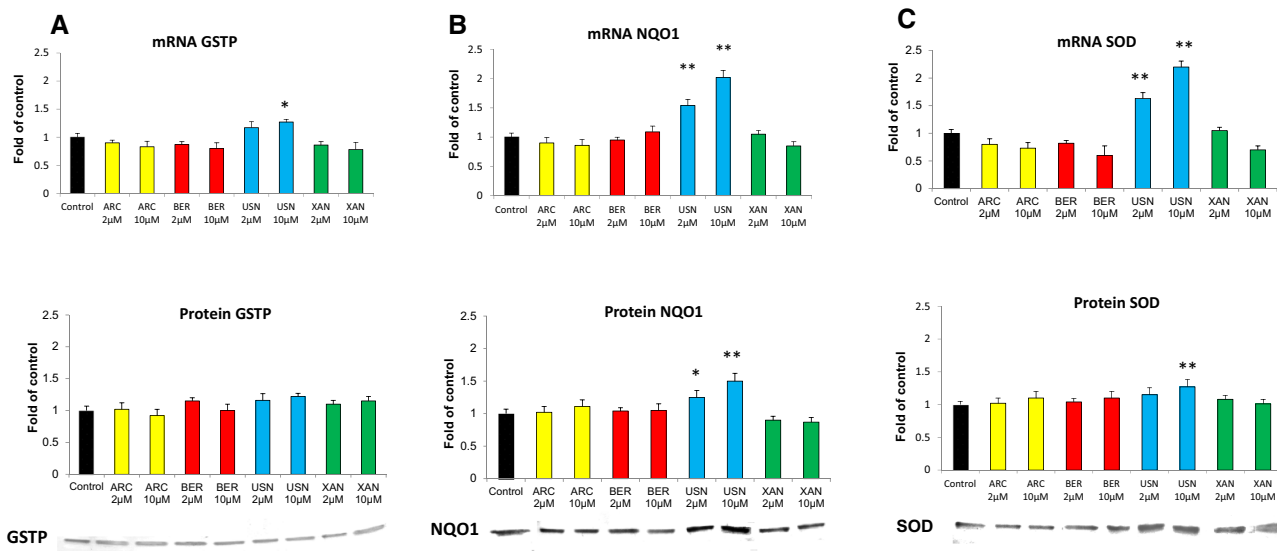 A
mRNA GSTP
Fold of control
2.5
2
1.5
1
0.5
0
*
Control ARC ARC BER BER USN USN XAN XAN
2µM 10µM 2µM 10µM 2µM 10µM 2µM 10µM
B
mRNA NQO1
Fold of control
2.5
2
1.5
1
0.5
0
** **
Control ARC ARC BER BER USN USN XAN XAN
2µM 10µM 2µM 10µM 2µM 10µM 2µM 10µM
C
mRNA SOD
Fold of control
2.5
2
1.5
1
0.5
0
** **
Control ARC ARC BER BER USN USN XAN XAN
2µM 10µM 2µM 10µM 2µM 10µM 2µM 10µM
Protein GSTP
Fold of control
2.5
2
1.5
1
0.5
0
Control ARC ARC BER BER USN USN XAN XAN
2µM 10µM 2µM 10µM 2µM 10µM 2µM 10µM
GSTP
Protein NQO1
Fold of control
2.5
2
1.5
1
0.5
0
* **
Control ARC ARC BER BER USN USN XAN XAN
2µM 10µM 2µM 10µM 2µM 10µM 2µM 10µM
NQO1
Protein SOD
Fold of control
2.5
2
1.5
1
0.5
0
**
Control ARC ARC BER BER USN USN XAN XAN
2µM 10µM 2µM 10µM 2µM 10µM 2µM 10µM
SOD